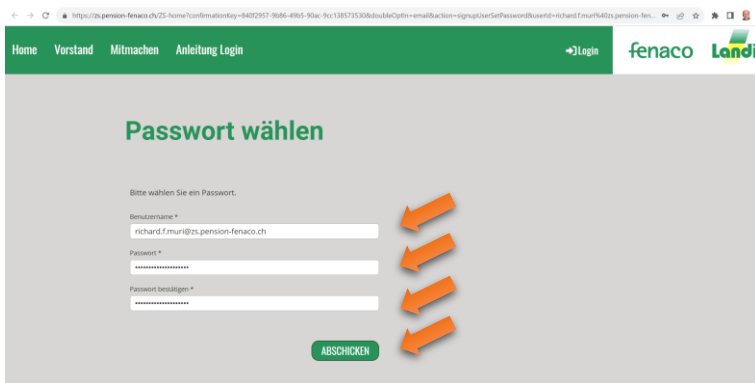 https://zs.pension-fenaco.ch/ZS-home?confirmationKey=840f2957-9b86-49b5-90ac-9cc138573530&doubleOptIn=email&action=signupUserSetPassword&userId=richard.f.muri%40zs.pension-fen...
Home Vorstand Mitmachen Anleitung Login Login fenaco Landi
Passwort wählen
Bitte wählen Sie ein Passwort.
Benutzername *
richard.f.muri@zs.pension-fenaco.ch
Passwort *
Passwort bestätigen *
ABSCHICKEN